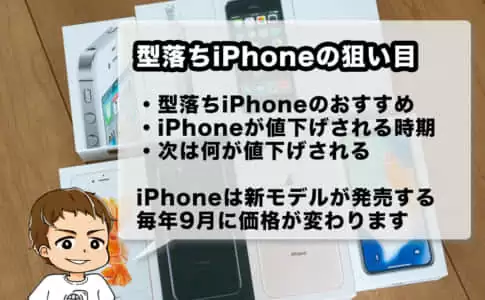 型落ちiPhoneの狙い目
・型落ちiPhoneのおすすめ
・iPhoneが値下げされる時期
・次は何が値下げされる
iPhoneは新モデルが発売する
毎年9月に価格が変わります